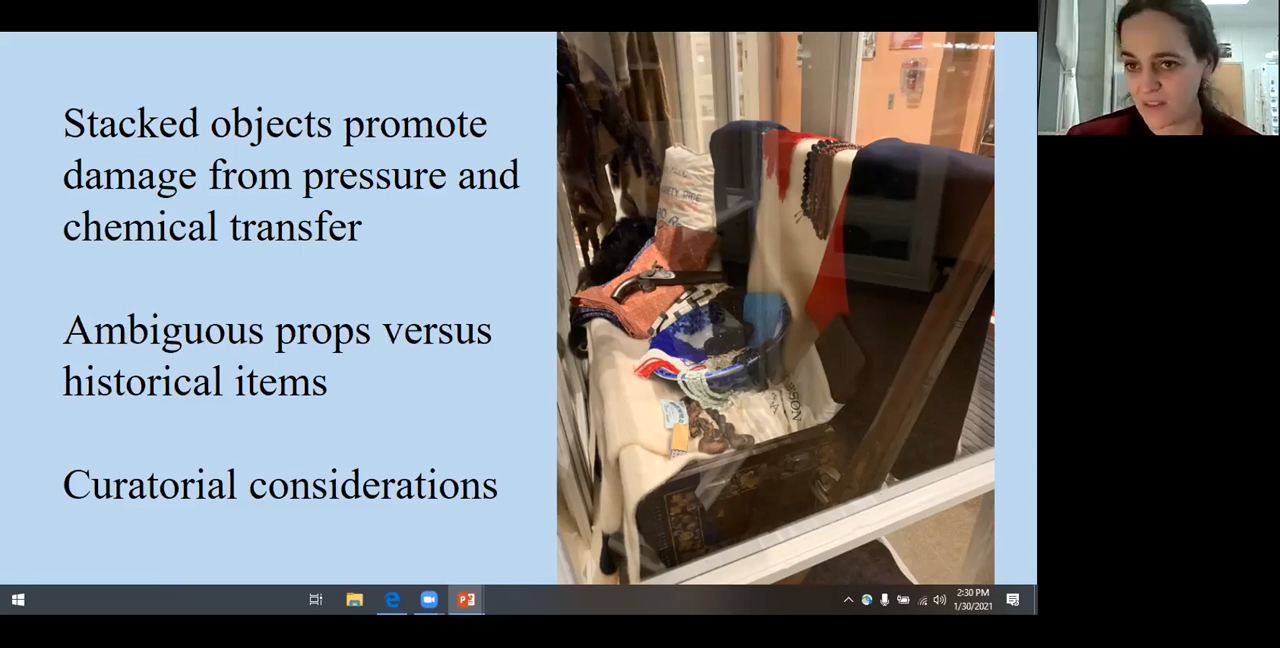 Stacked objects promote
damage from pressure and
chemical transfer
Ambiguous props versus
historical items
Curatorial considerations
2:30 PM
1/30/2021